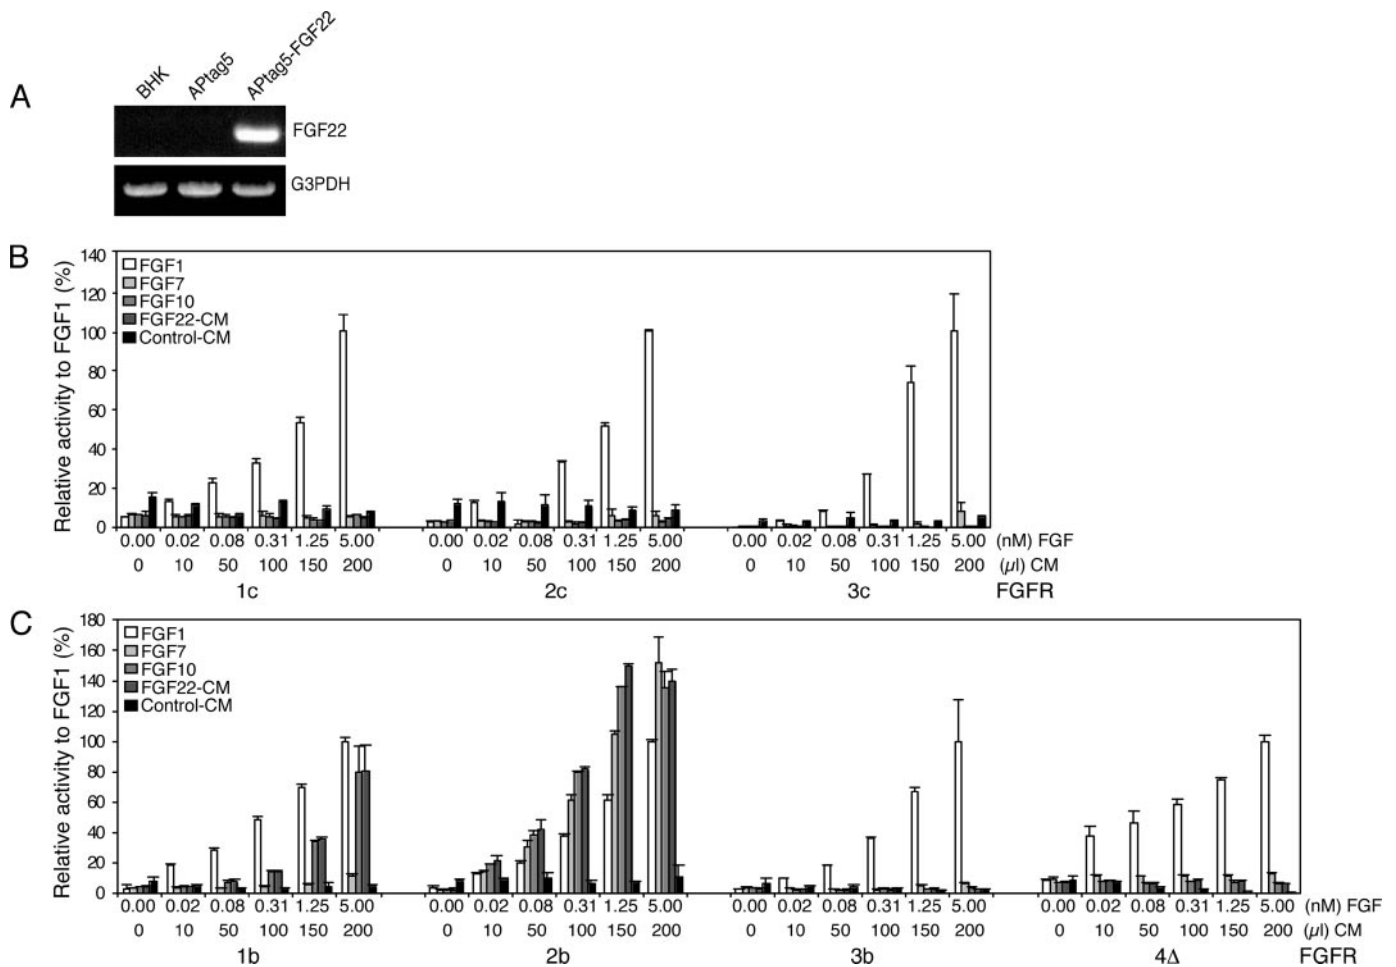 A
BHK
APtag5
APtag5-FGF22
FGF22
G3PDH
B
Relative activity to FGF1 (%)
140
120
100
80
60
40
20
0
FGF1
FGF7
FGF10
FGF22-CM
Control-CM
0.00 0.02 0.08 0.31 1.25 5.00 0.00 0.02 0.08 0.31 1.25 5.00 0.00 0.02 0.08 0.31 1.25 5.00 (nM) FGF
0 10 50 100 150 200 0 10 50 100 150 200 0 10 50 100 150 200 (µl) CM
1c 2c 3c FGFR
C
Relative activity to FGF1 (%)
180
160
140
120
100
80
60
40
20
0
FGF1
FGF7
FGF10
FGF22-CM
Control-CM
0.00 0.02 0.08 0.31 1.25 5.00 0.00 0.02 0.08 0.31 1.25 5.00 0.00 0.02 0.08 0.31 1.25 5.00 0.00 0.02 0.08 0.31 1.25 5.00 (nM) FGF
0 10 50 100 150 200 0 10 50 100 150 200 0 10 50 100 150 200 0 10 50 100 150 200 (µl) CM
1b 2b 3b 4Δ FGFR